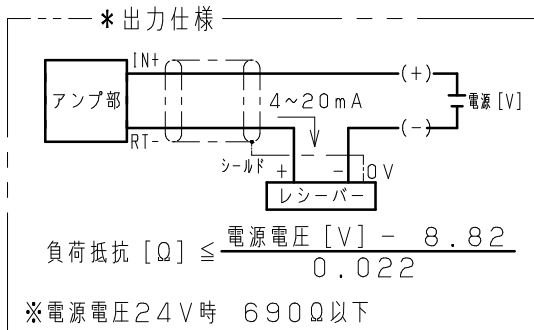 *出力仕様
IN+
(+)
アンプ部
4~20mA
電源[V]
RT-
(-)
シールド
+
-
0V
レシーバー
負荷抵抗[Ω]≦
電源電圧[V]- 8.82
0.022
※電源電圧24V時 690Ω以下